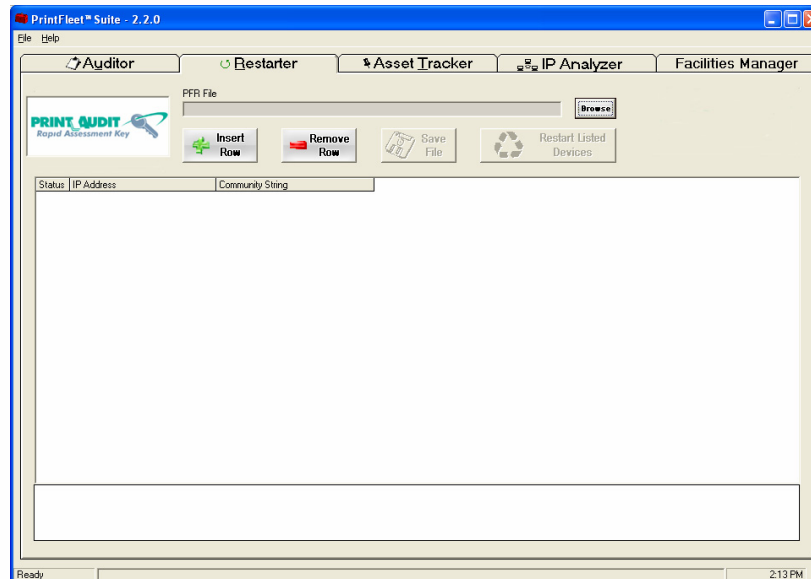 PrintFleet™ Suite - 2.2.0
File Help
Auditor Restarter Asset Tracker IP Analyzer Facilities Manager
PFR File
Browse
PRINT AUDIT
Rapid Assessment Key
Insert Row
Remove Row
Save File
Restart Listed Devices
Status IP Address Community String
Ready 2:13 PM